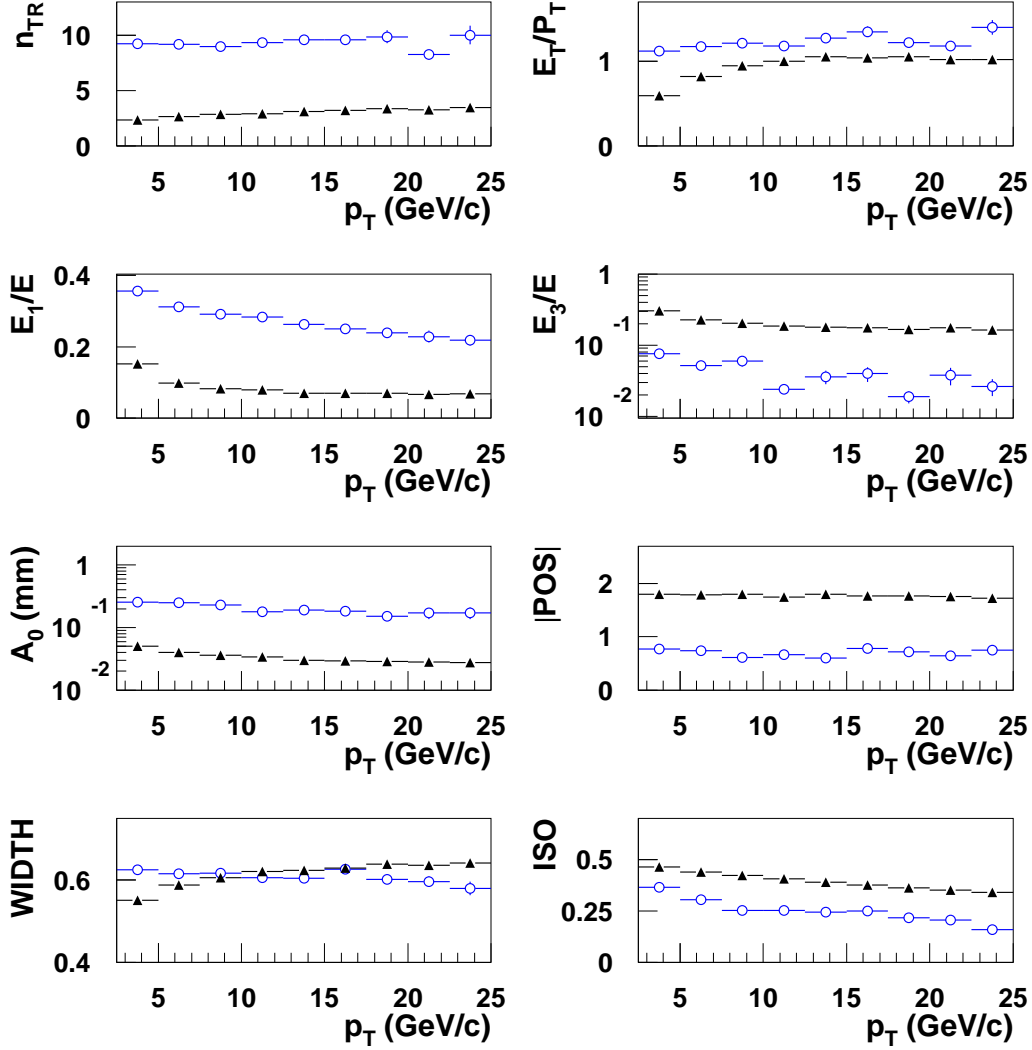 n_TR
10
5
0
5 10 15 20 25
p_T (GeV/c)
E_T/P_T
1
0
5 10 15 20 25
p_T (GeV/c)
E_1/E
0.4
0.2
0
5 10 15 20 25
p_T (GeV/c)
E_3/E
1
10^-1
10^-2
5 10 15 20 25
p_T (GeV/c)
A_0 (mm)
1
10^-1
10^-2
5 10 15 20 25
p_T (GeV/c)
|POS|
2
1
0
5 10 15 20 25
p_T (GeV/c)
WIDTH
0.6
0.4
5 10 15 20 25
p_T (GeV/c)
ISO
0.5
0.25
0
5 10 15 20 25
p_T (GeV/c)